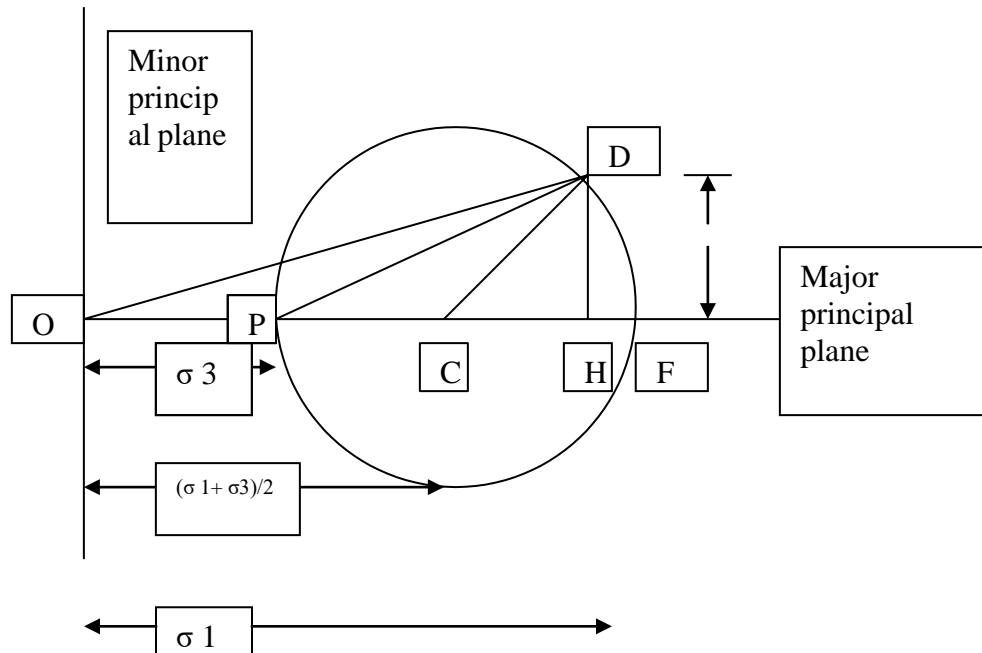 Minor
princip
al plane
D
O
P
Major
principal
plane
σ 3
C
H
F
(σ 1+ σ3)/2
σ 1